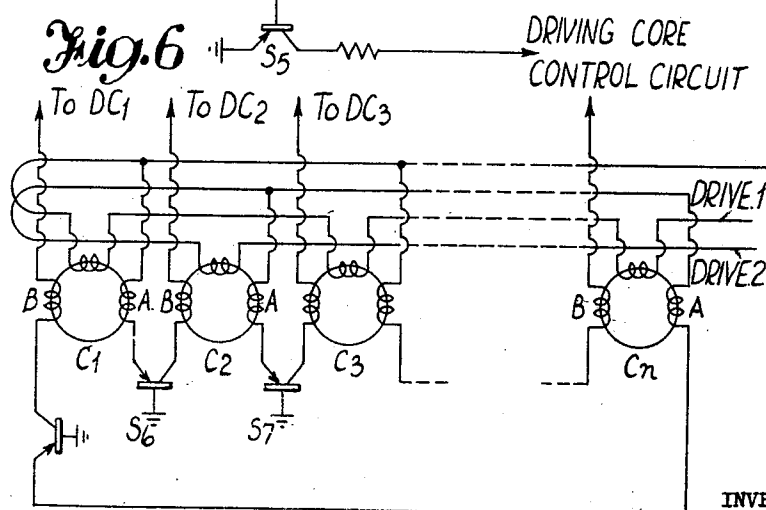 Fig.6
S5
DRIVING CORE
CONTROL CIRCUIT
To DC1
To DC2
To DC3
DRIVE.1
DRIVE.2
B
A.
B
A
B
A
C1
C2
C3
Cn
S6
S7
INVE